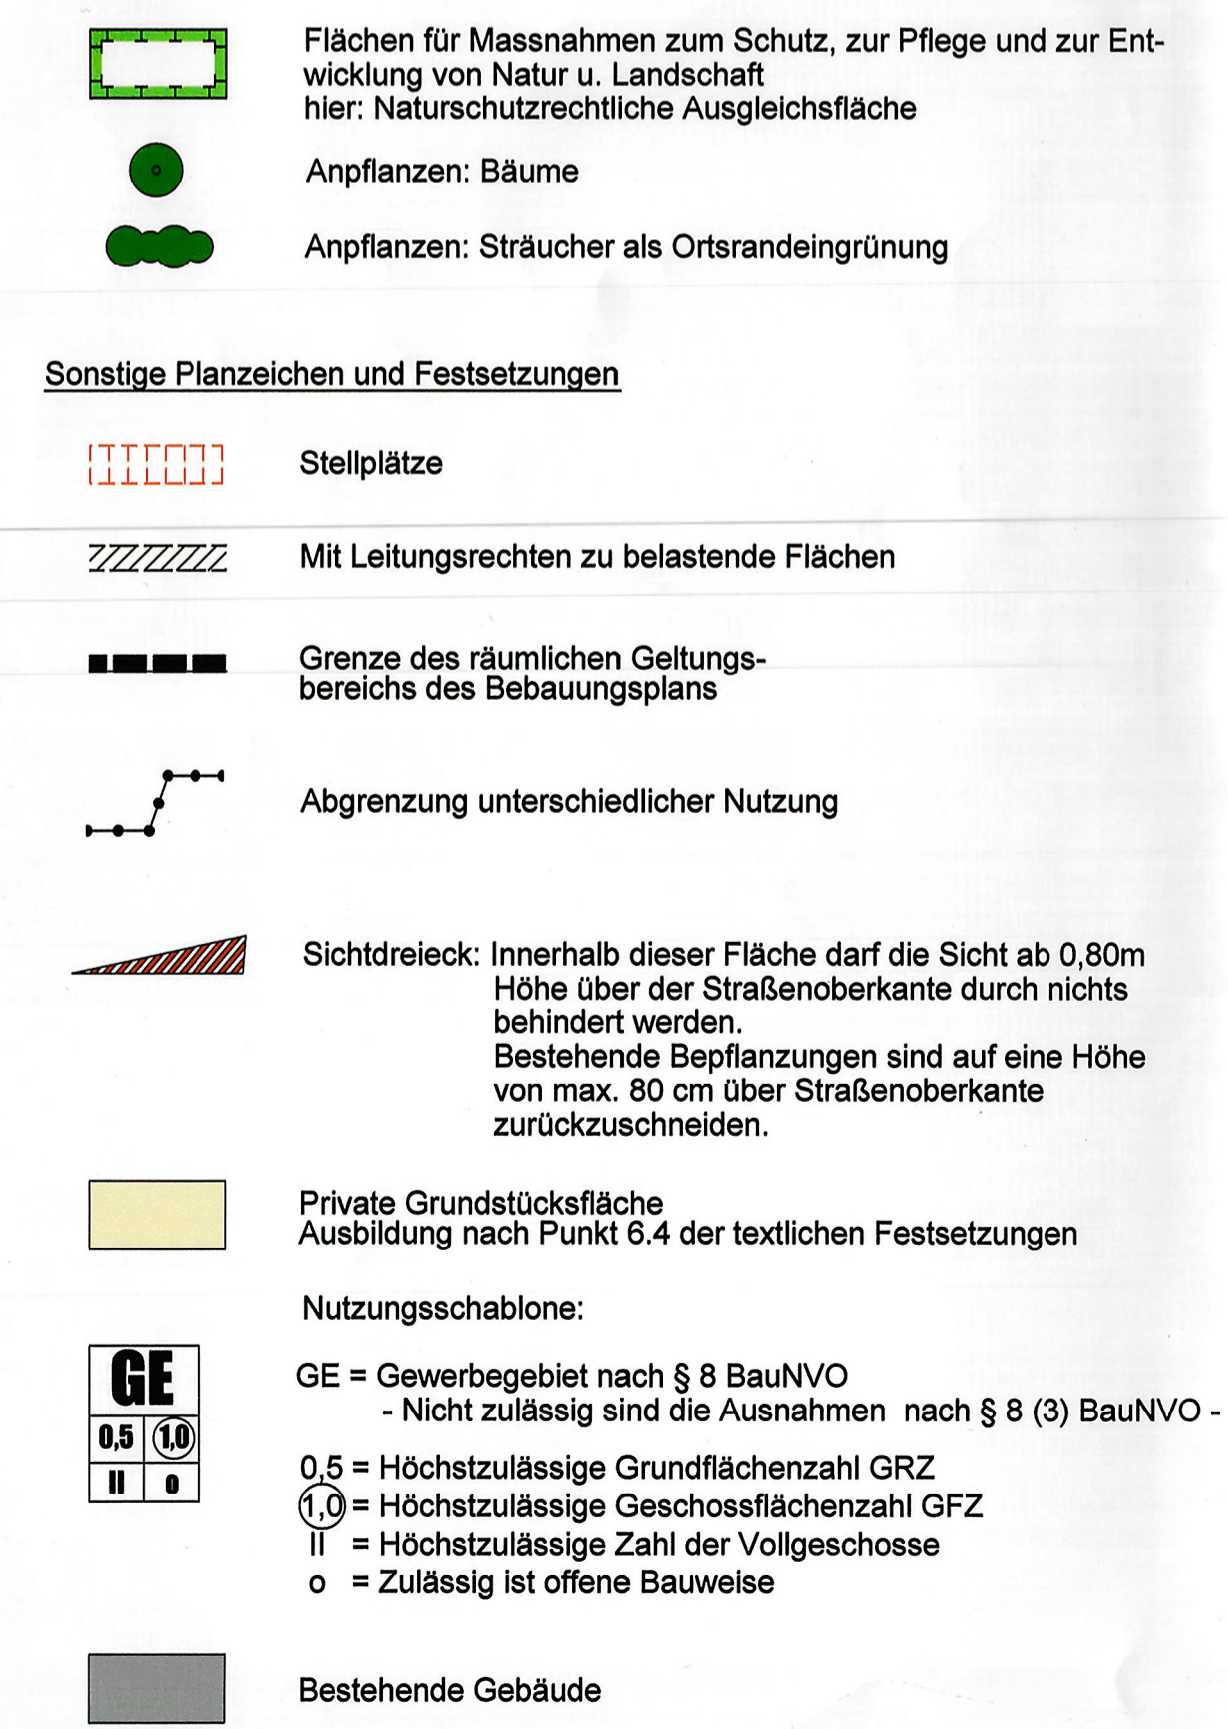 Flächen für Massnahmen zum Schutz, zur Pflege und zur Ent-
wicklung von Natur u. Landschaft
hier: Naturschutzrechtliche Ausgleichsfläche
Anpflanzen: Bäume
Anpflanzen: Sträucher als Ortsrandeingrünung
Sonstige Planzeichen und Festsetzungen
Stellplätze
Mit Leitungsrechten zu belastende Flächen
Grenze des räumlichen Geltungs-
bereichs des Bebauungsplans
Abgrenzung unterschiedlicher Nutzung
Sichtdreieck: Innerhalb dieser Fläche darf die Sicht ab 0,80m
Höhe über der Straßenoberkante durch nichts
behindert werden.
Bestehende Bepflanzungen sind auf eine Höhe
von max. 80 cm über Straßenoberkante
zurückzuschneiden.
Private Grundstücksfläche
Ausbildung nach Punkt 6.4 der textlichen Festsetzungen
Nutzungsschablone:
GE
0,5 1,0
II o
GE = Gewerbegebiet nach § 8 BauNVO
- Nicht zulässig sind die Ausnahmen nach § 8 (3) BauNVO -
0,5 = Höchstzulässige Grundflächenzahl GRZ
1,0 = Höchstzulässige Geschossflächenzahl GFZ
II = Höchstzulässige Zahl der Vollgeschosse
o = Zulässig ist offene Bauweise
Bestehende Gebäude